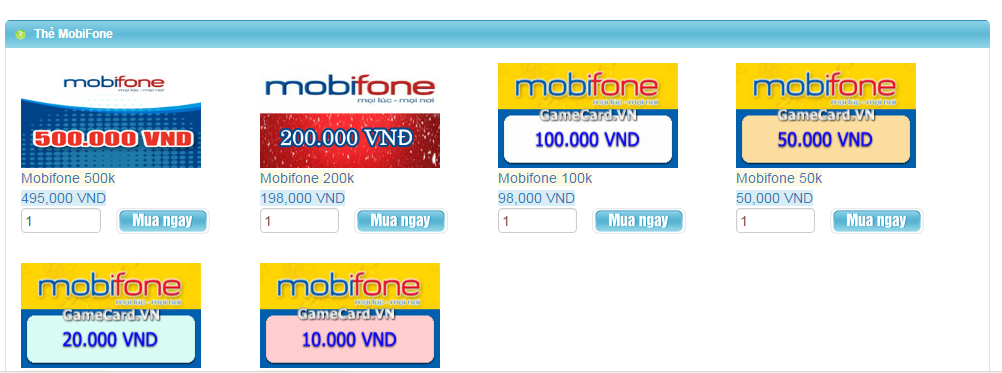 Thẻ MobiFone
mobifone
mọi lúc - mọi nơi
500.000 VND
Mobifone 500k
495,000 VND
1
Mua ngay
mobifone
mọi lúc - mọi nơi
200.000 VNĐ
Mobifone 200k
198,000 VND
1
Mua ngay
mobifone
mọi lúc - mọi nơi
GameCard.VN
100.000 VND
Mobifone 100k
98,000 VND
1
Mua ngay
mobifone
mọi lúc - mọi nơi
GameCard.VN
50.000 VND
Mobifone 50k
50,000 VND
1
Mua ngay
mobifone
mọi lúc - mọi nơi
GameCard.VN
20.000 VND
mobifone
mọi lúc - mọi nơi
GameCard.VN
10.000 VND